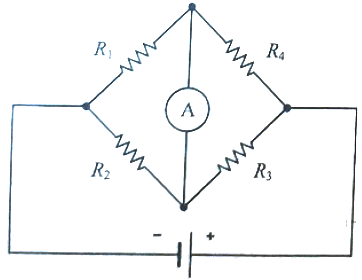 R1 R4
A
R2 R3
- +